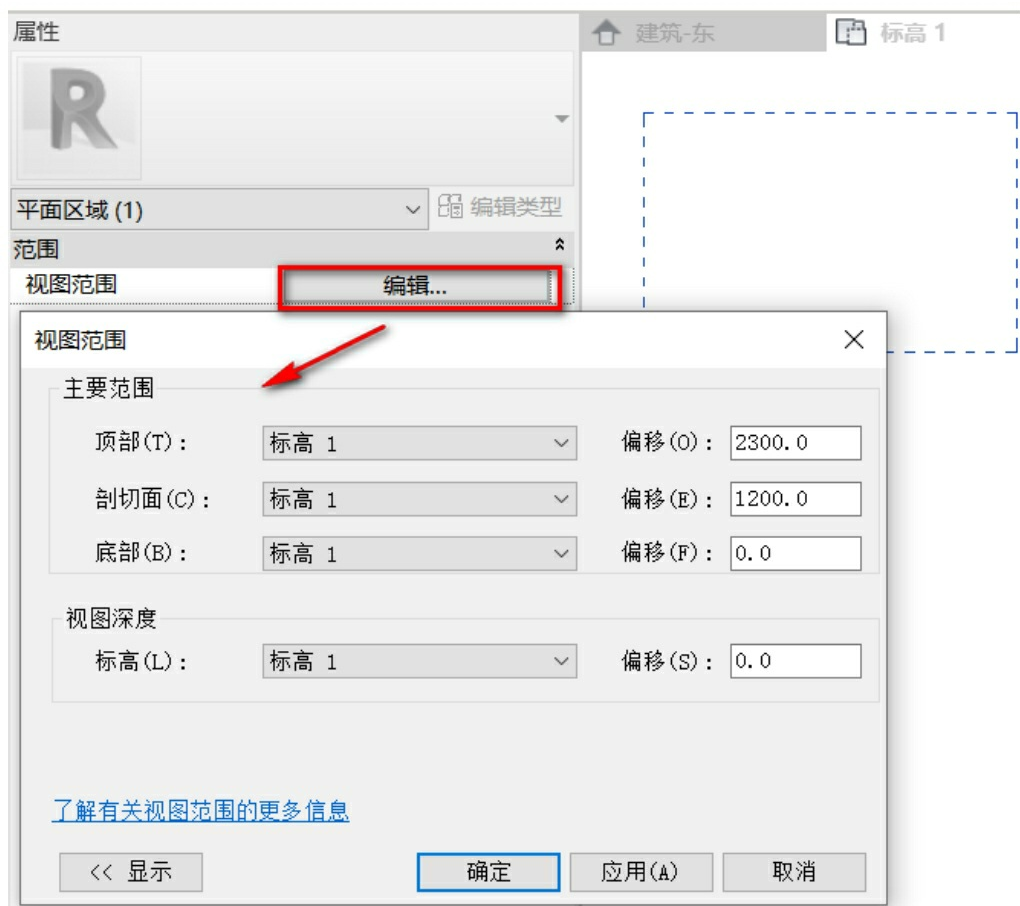 属性
建筑-东
标高 1
R
平面区域 (1)
编辑类型
范围
视图范围
编辑...
视图范围
主要范围
顶部(T)： 标高 1 偏移(O)： 2300.0
剖切面(C)： 标高 1 偏移(E)： 1200.0
底部(B)： 标高 1 偏移(F)： 0.0
视图深度
标高(L)： 标高 1 偏移(S)： 0.0
了解有关视图范围的更多信息
<< 显示 确定 应用(A) 取消